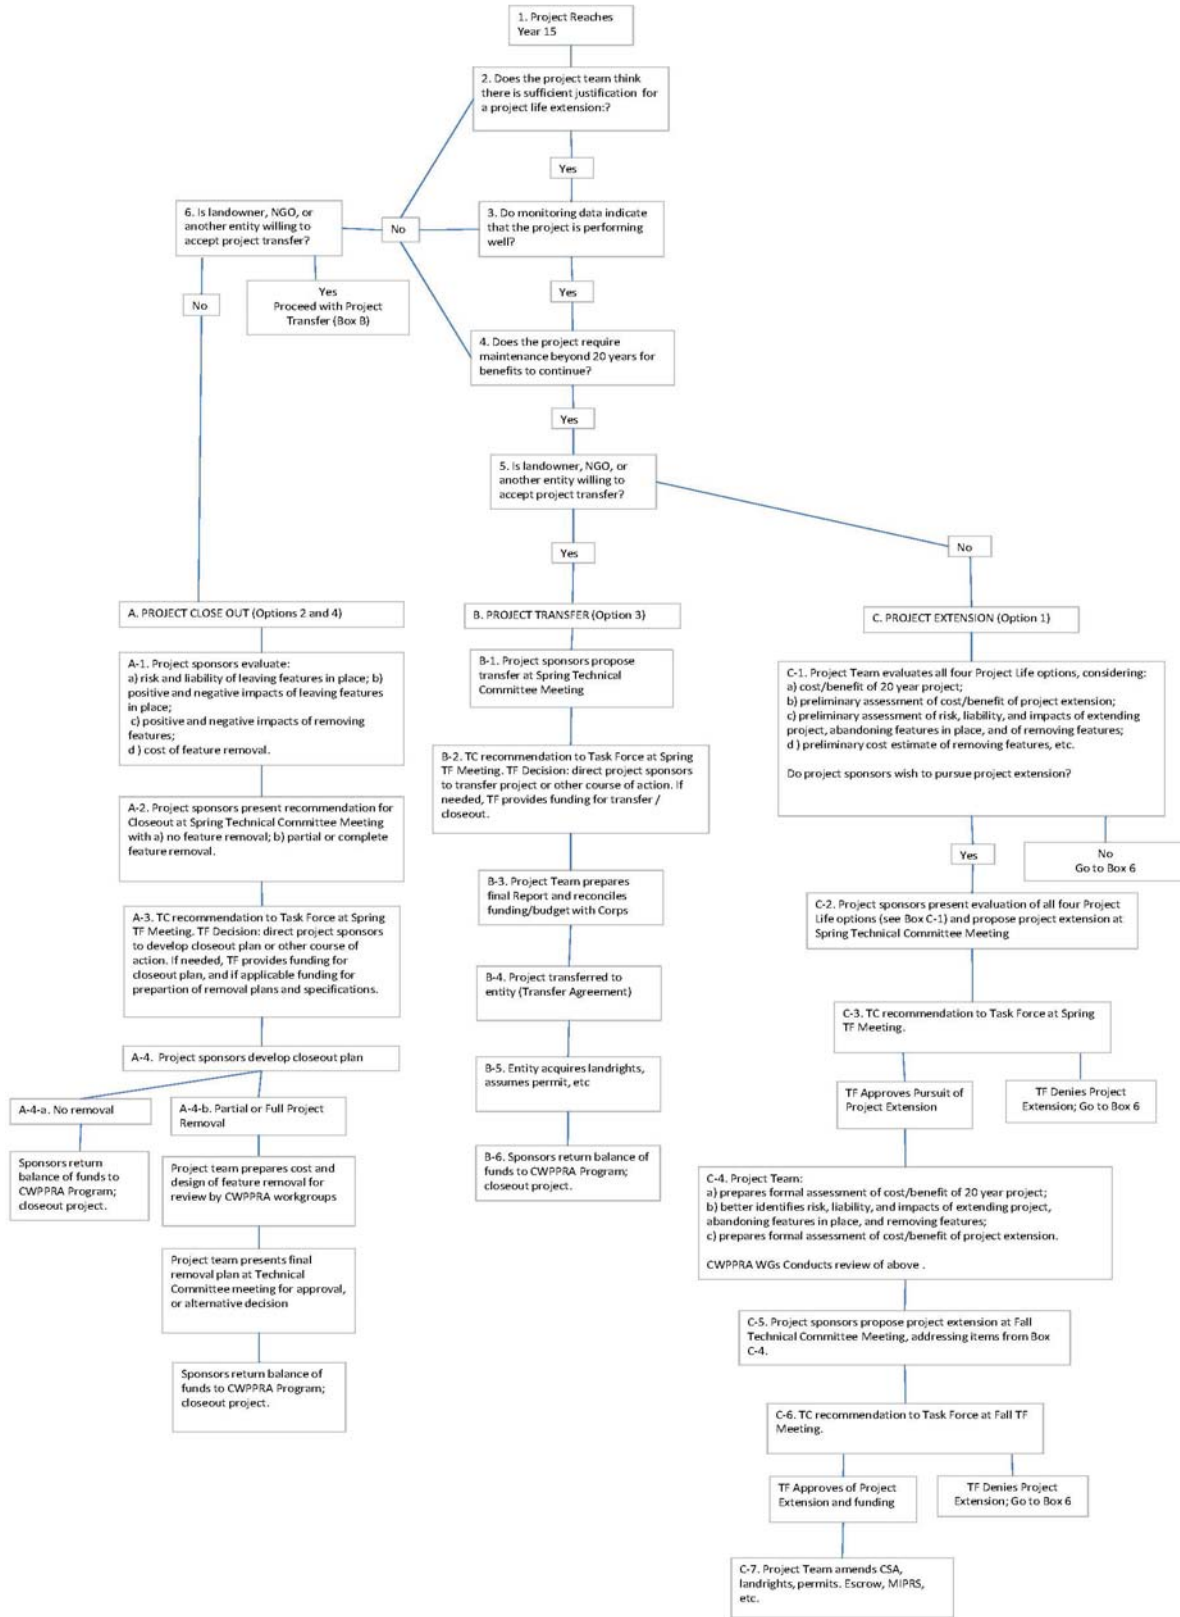 1. Project Reaches
Year 15
2. Does the project team think
there is sufficient justification for
a project life extension:?
Yes
6. Is landowner, NGO, or
another entity willing to
accept project transfer?
No
3. Do monitoring data indicate
that the project is performing
well?
No
Yes
Proceed with Project
Transfer (Box B)
Yes
4. Does the project require
maintenance beyond 20 years for
benefits to continue?
Yes
5. Is landowner, NGO, or
another entity willing to
accept project transfer?
Yes
No
A. PROJECT CLOSE OUT (Options 2 and 4)
A-1. Project sponsors evaluate:
a) risk and liability of leaving features in place; b)
positive and negative impacts of leaving features
in place;
c) positive and negative impacts of removing
features;
d ) cost of feature removal.
A-2. Project sponsors present recommendation for
Closeout at Spring Technical Committee Meeting
with a) no feature removal; b) partial or complete
feature removal.
A-3. TC recommendation to Task Force at Spring
TF Meeting. TF Decision: direct project sponsors
to develop closeout plan or other course of
action. If needed, TF provides funding for
closeout plan, and if applicable funding for
prepartion of removal plans and specifications.
A-4. Project sponsors develop closeout plan
A-4-a. No removal
Sponsors return
balance of funds to
CWPPRA Program;
closeout project.
A-4-b. Partial or Full Project
Removal
Project team prepares cost and
design of feature removal for
review by CWPPRA workgroups
Project team presents final
removal plan at Technical
Committee meeting for approval,
or alternative decision
Sponsors return balance of
funds to CWPPRA Program;
closeout project.
B. PROJECT TRANSFER (Option 3)
B-1. Project sponsors propose
transfer at Spring Technical
Committee Meeting
B-2. TC recommendation to Task Force at Spring
TF Meeting. TF Decision: direct project sponsors
to transfer project or other course of action. If
needed, TF provides funding for transfer /
closeout.
B-3. Project Team prepares
final Report and reconciles
funding/budget with Corps
B-4. Project transferred to
entity (Transfer Agreement)
B-5. Entity acquires landrights,
assumes permit, etc
B-6. Sponsors return balance of
funds to CWPPRA Program;
closeout project.
C. PROJECT EXTENSION (Option 1)
C-1. Project Team evaluates all four Project Life options, considering:
a) cost/benefit of 20 year project;
b) preliminary assessment of cost/benefit of project extension;
c) preliminary assessment of risk, liability, and impacts of extending
project, abandoning features in place, and of removing features;
d ) preliminary cost estimate of removing features, etc.
Do project sponsors wish to pursue project extension?
Yes
No
Go to Box 6
C-2. Project sponsors present evaluation of all four Project
Life options (see Box C-1) and propose project extension at
Spring Technical Committee Meeting
C-3. TC recommendation to Task Force at Spring
TF Meeting.
TF Approves Pursuit of
Project Extension
TF Denies Project
Extension; Go to Box 6
C-4. Project Team:
a) prepares formal assessment of cost/benefit of 20 year project;
b) better identifies risk, liability, and impacts of extending project,
abandoning features in place, and removing features;
c) prepares formal assessment of cost/benefit of project extension.
CWPPRA WGs Conducts review of above .
C-5. Project sponsors propose project extension at Fall
Technical Committee Meeting, addressing items from Box
C-4.
C-6. TC recommendation to Task Force at Fall TF
Meeting.
TF Approves of Project
Extension and funding
TF Denies Project
Extension; Go to Box 6
C-7. Project Team amends CSA,
landrights, permits. Escrow, MIPRS,
etc.